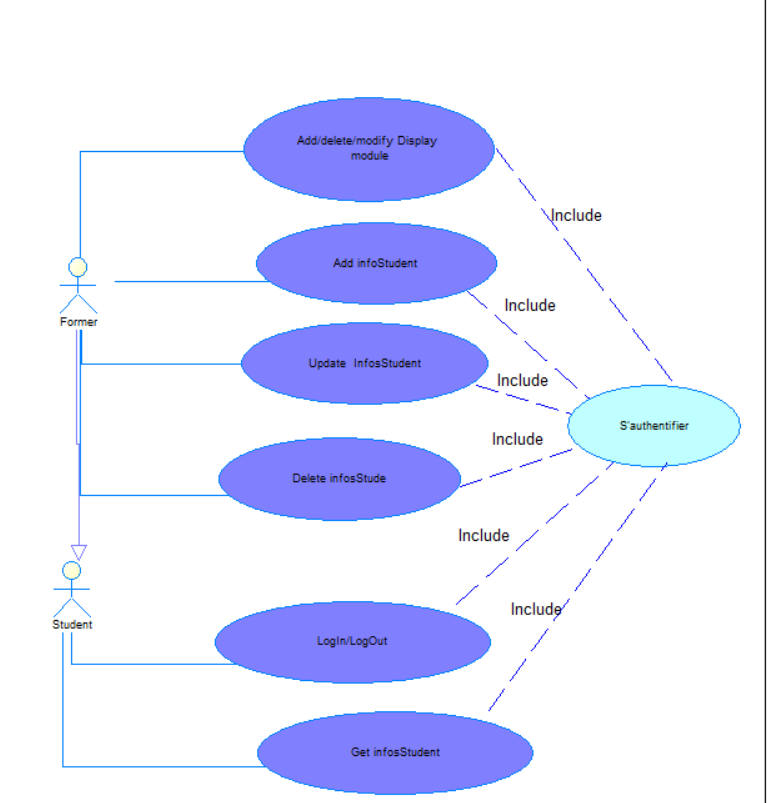 Add/delete/modify Display
module
Include
Add infoStudent
Include
Former
Update InfosStudent
Include
S'authentifier
Include
Delete infosStude
Include
Include
Student
LogIn/LogOut
Get infosStudent